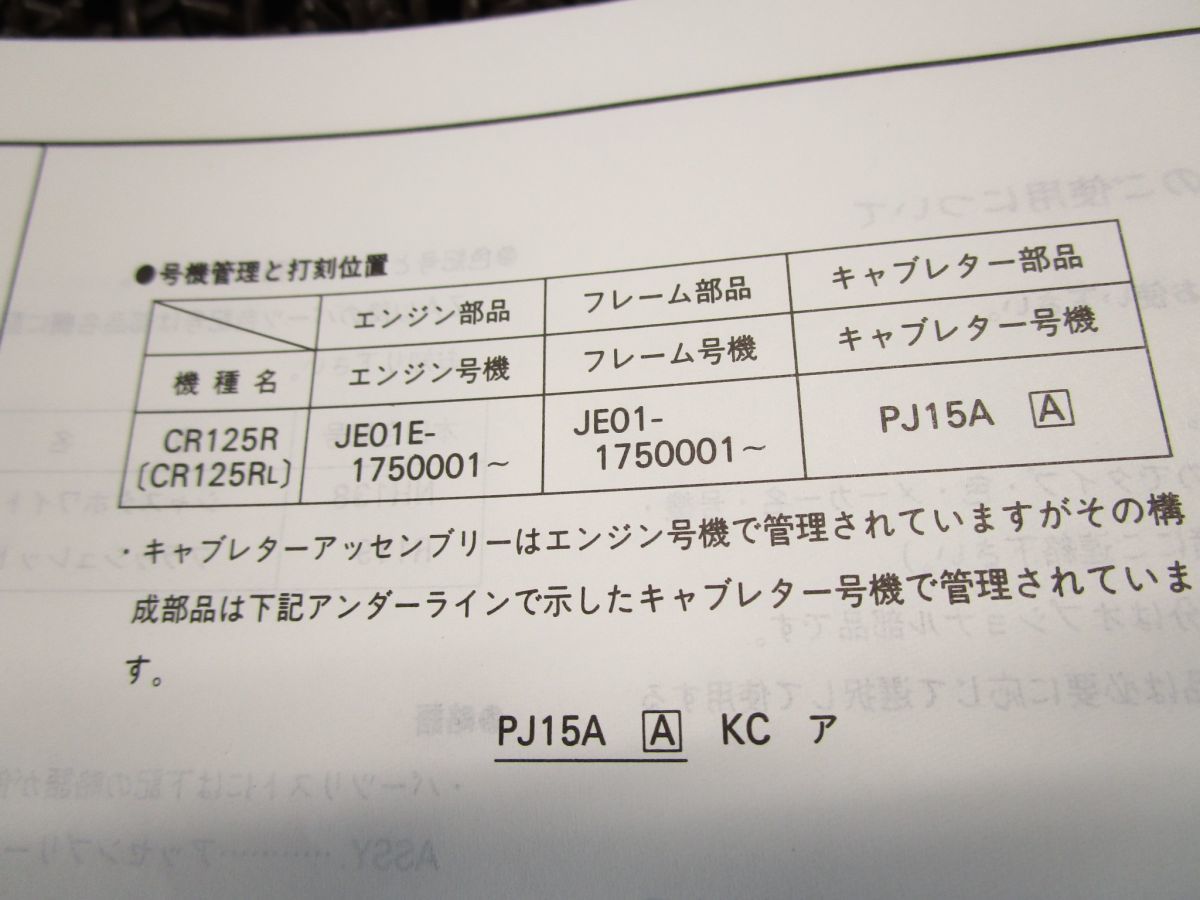 ●号機管理と打刻位置
エンジン部品 フレーム部品 キャブレター部品
機種名 エンジン号機 フレーム号機 キャブレター号機
CR125R JE01E- JE01- PJ15A A
〔CR125RL〕 1750001～ 1750001～
・キャブレターアッセンブリーはエンジン号機で管理されていますがその構
成部品は下記アンダーラインで示したキャブレター号機で管理されていま
す。
PJ15A A KC ア